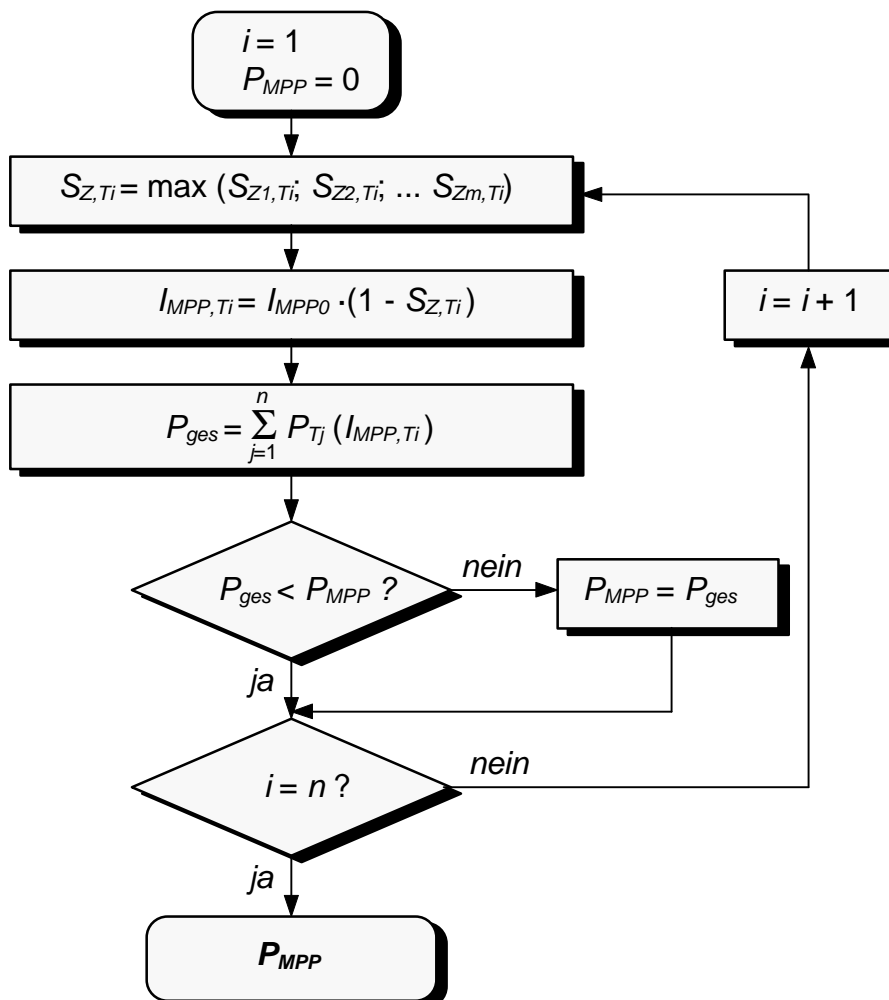 i = 1
P_MPP = 0
S_Z,Ti = max (S_Z1,Ti; S_Z2,Ti; ... S_Zm,Ti)
I_MPP,Ti = I_MPP0 ·(1 - S_Z,Ti)
i = i + 1
P_ges = ∑_{j=1}^{n} P_Tj (I_MPP,Ti)
P_ges < P_MPP ?
nein
P_MPP = P_ges
ja
i = n ?
nein
ja
P_MPP